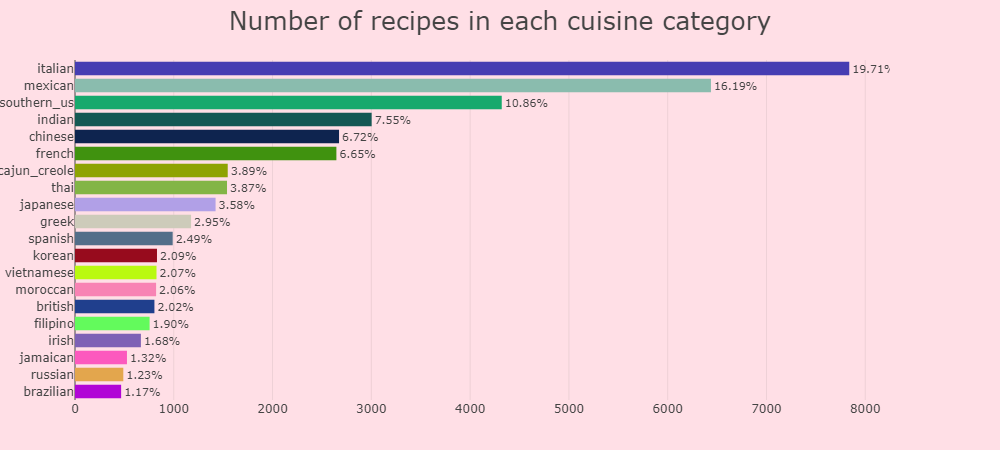 Number of recipes in each cuisine category
italian 19.71%
mexican 16.19%
southern_us 10.86%
indian 7.55%
chinese 6.72%
french 6.65%
cajun_creole 3.89%
thai 3.87%
japanese 3.58%
greek 2.95%
spanish 2.49%
korean 2.09%
vietnamese 2.07%
moroccan 2.06%
british 2.02%
filipino 1.90%
irish 1.68%
jamaican 1.32%
russian 1.23%
brazilian 1.17%
0 1000 2000 3000 4000 5000 6000 7000 8000